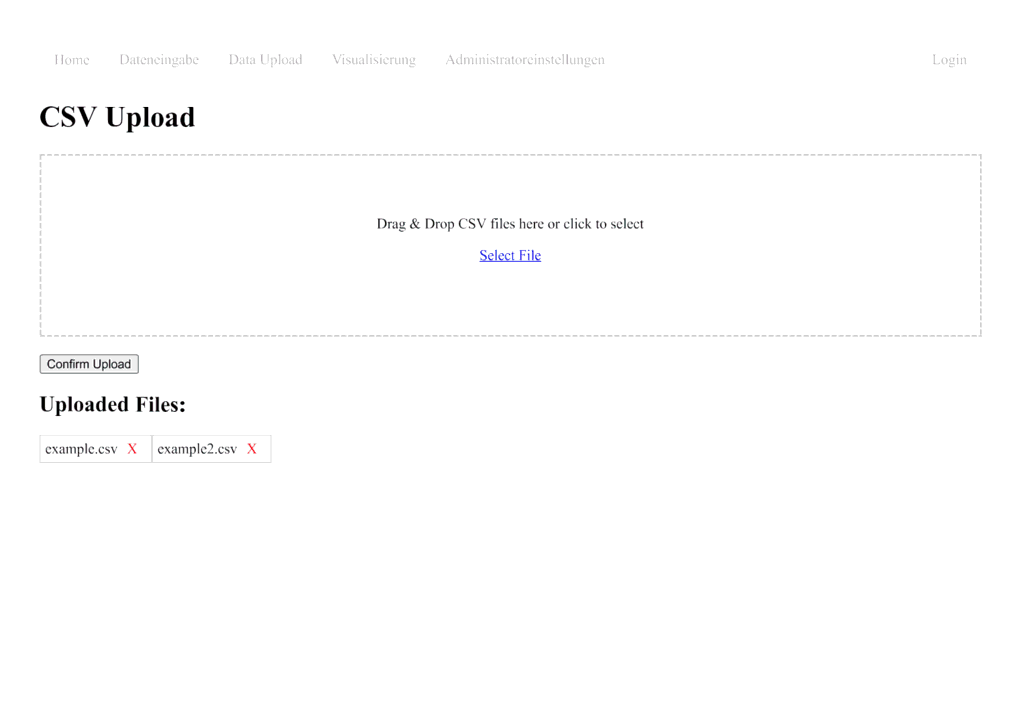 Home Dateneingabe Data Upload Visualisierung Administratoreinstellungen Login
CSV Upload
Drag & Drop CSV files here or click to select
Select File
Confirm Upload
Uploaded Files:
example.csv X example2.csv X